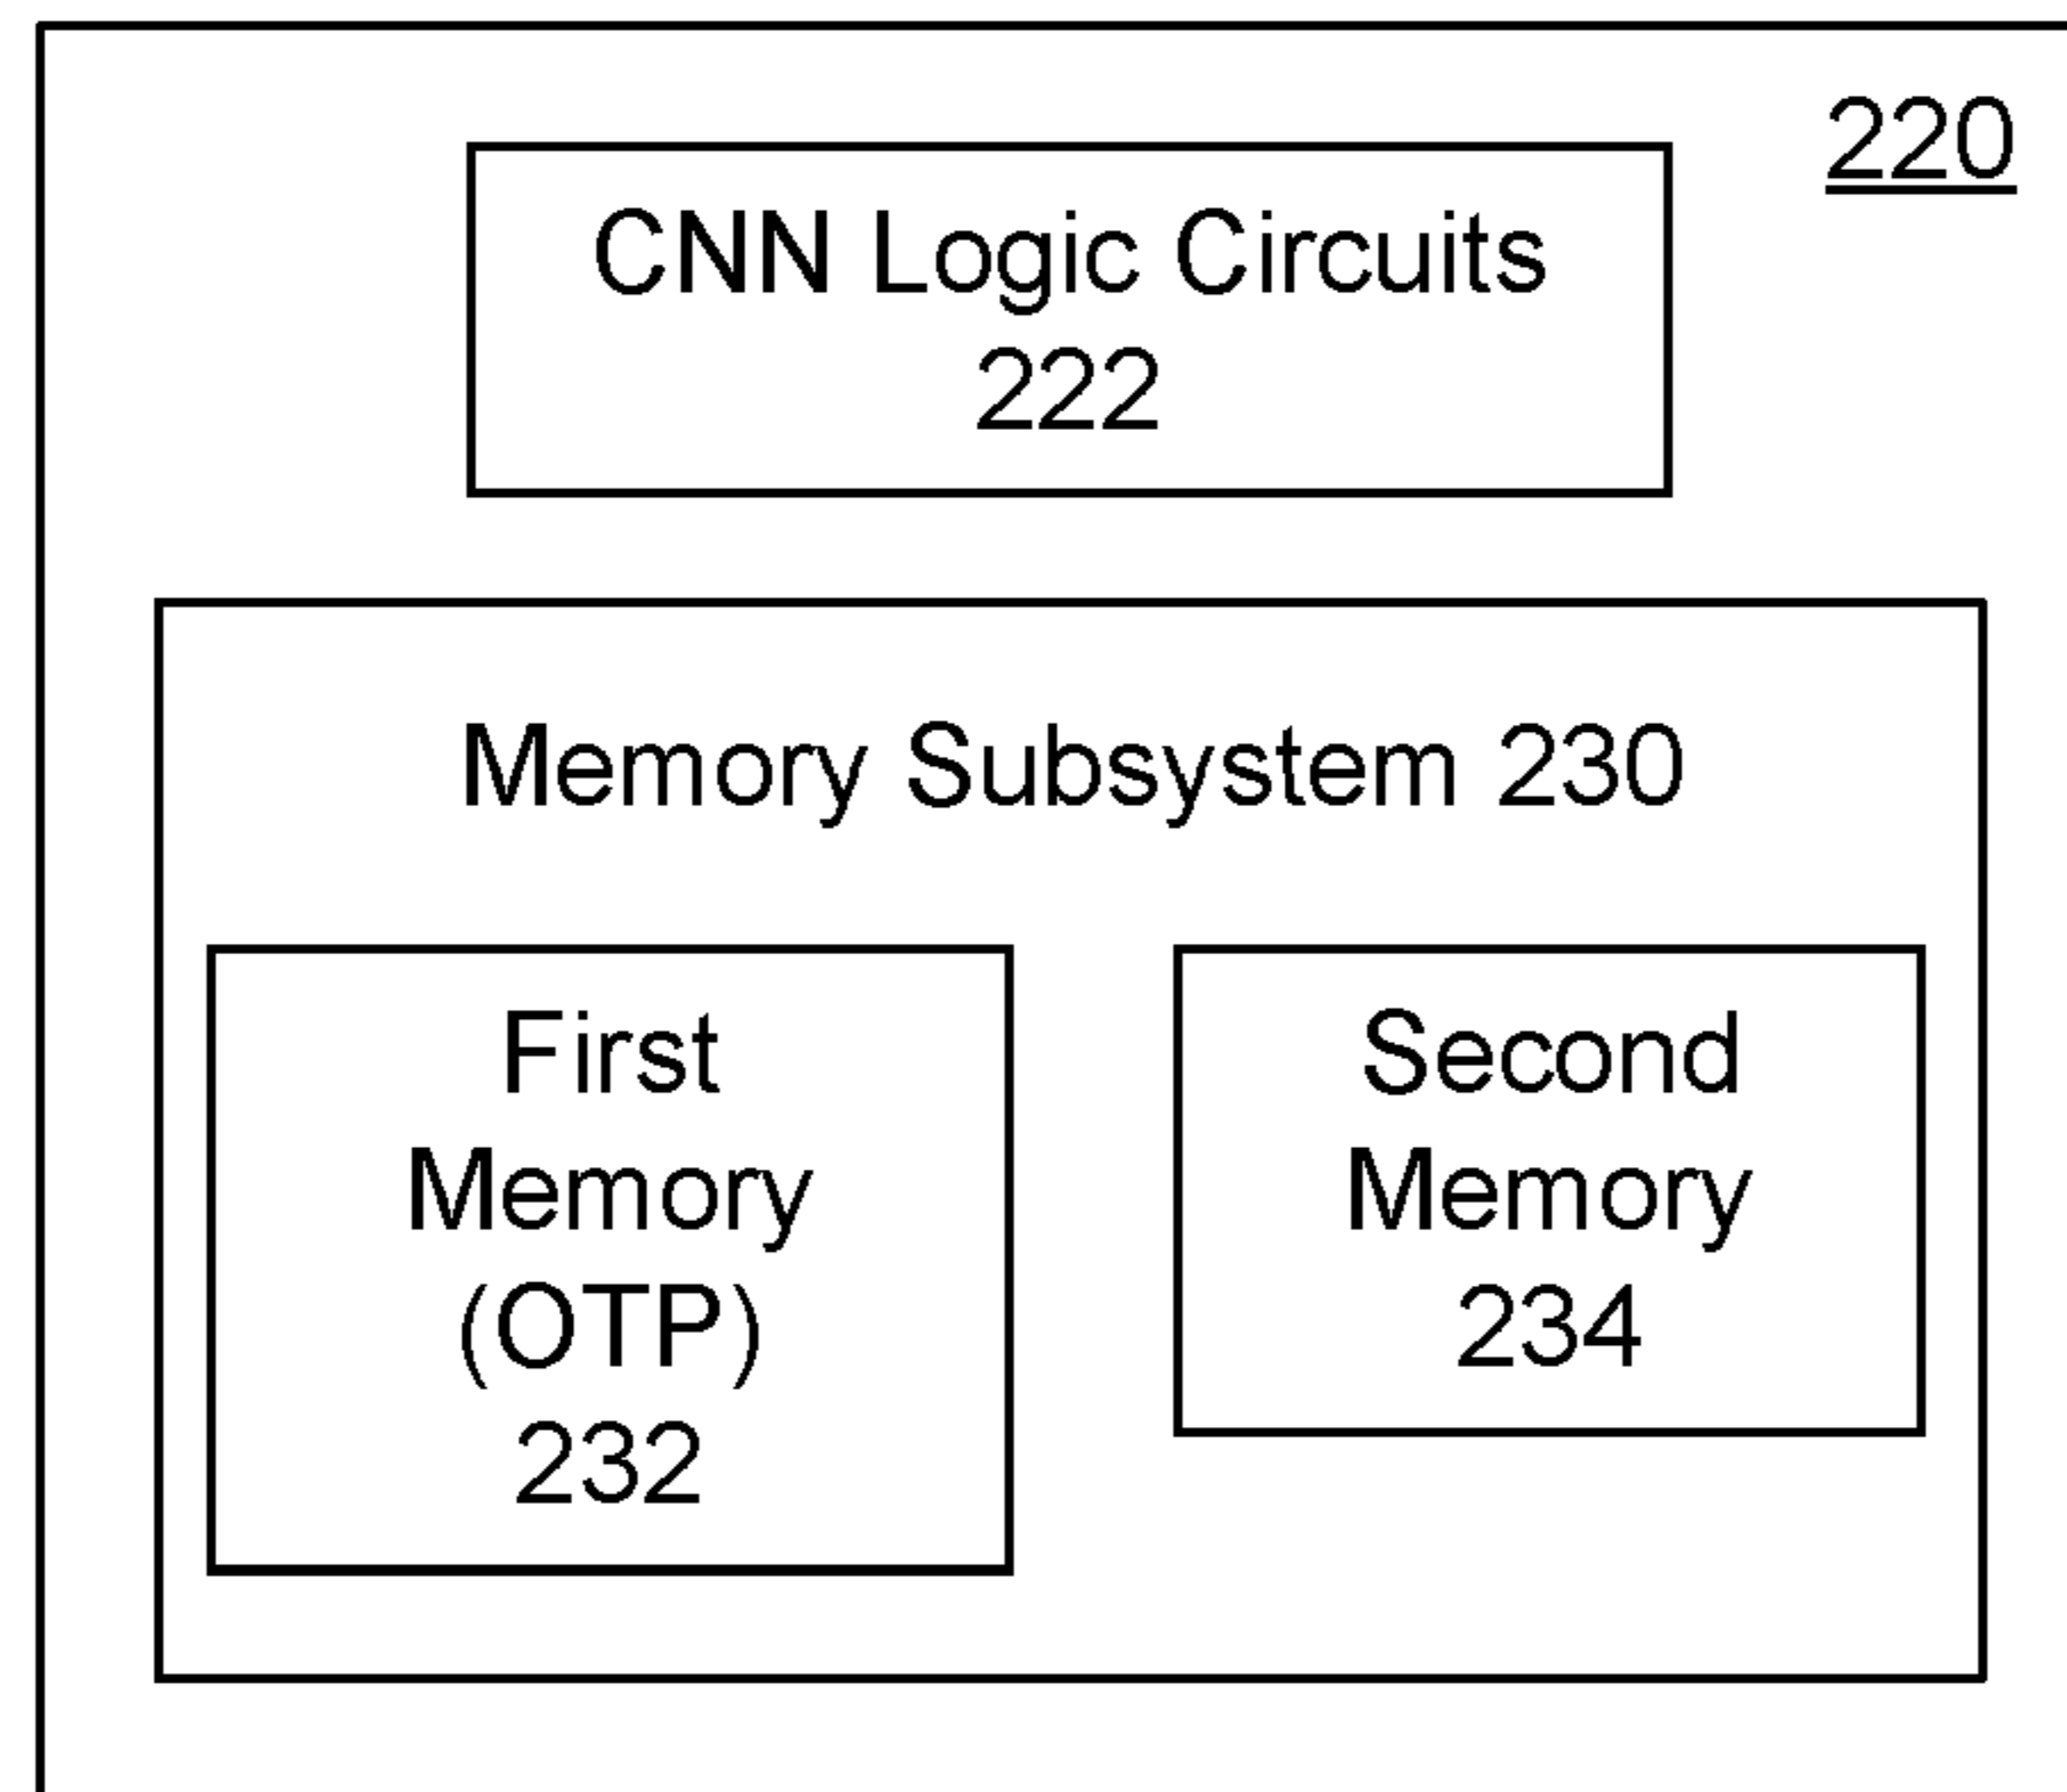 220
CNN Logic Circuits
222
Memory Subsystem 230
First
Memory
(OTP)
232
Second
Memory
234